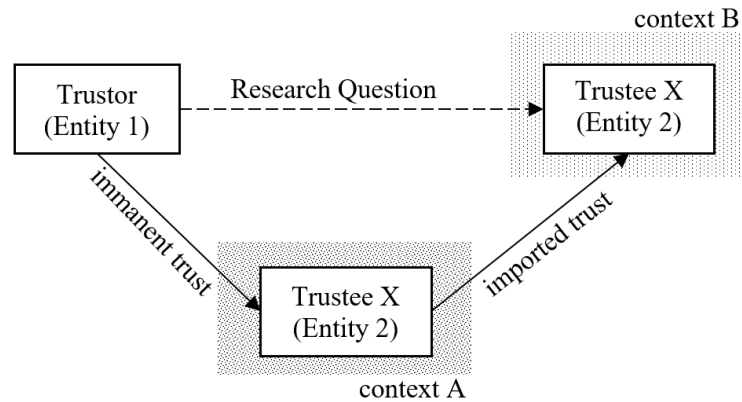 context B
Trustor
(Entity 1)
Research Question
Trustee X
(Entity 2)
immanent trust
imported trust
Trustee X
(Entity 2)
context A